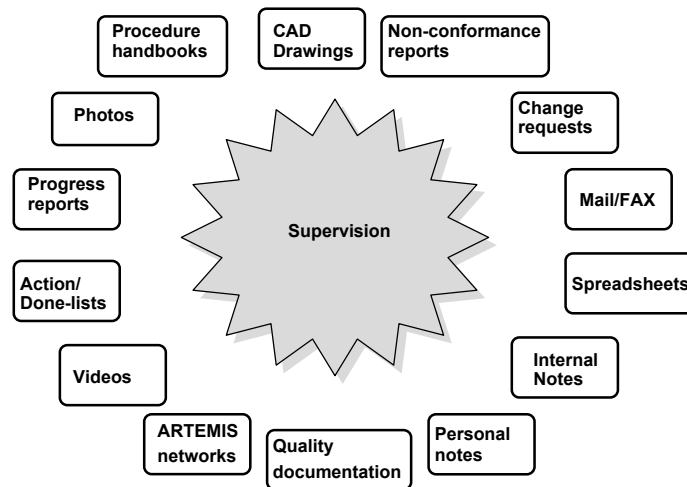 Procedure
handbooks
CAD
Drawings
Non-conformance
reports
Photos
Change
requests
Progress
reports
Mail/FAX
Supervision
Action/
Done-lists
Spreadsheets
Videos
Internal
Notes
ARTEMIS
networks
Quality
documentation
Personal
notes